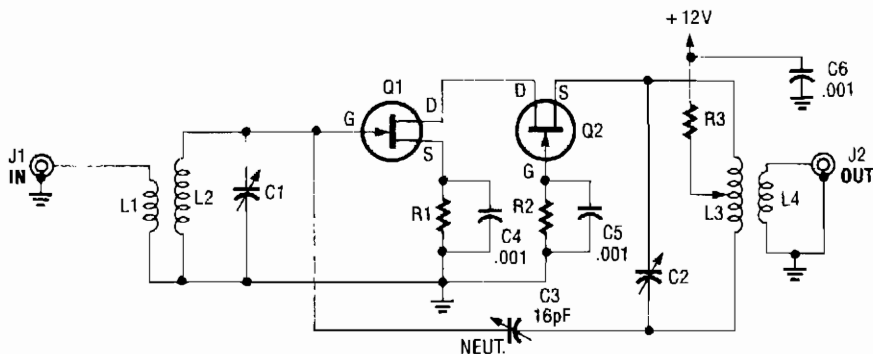 +12V
C6
.001
Q1
D
G
S
D
S
Q2
G
R3
J1
IN
L1
L2
C1
R1
C4
.001
R2
C5
.001
L3
L4
J2
OUT
C2
C3
16pF
NEUT.